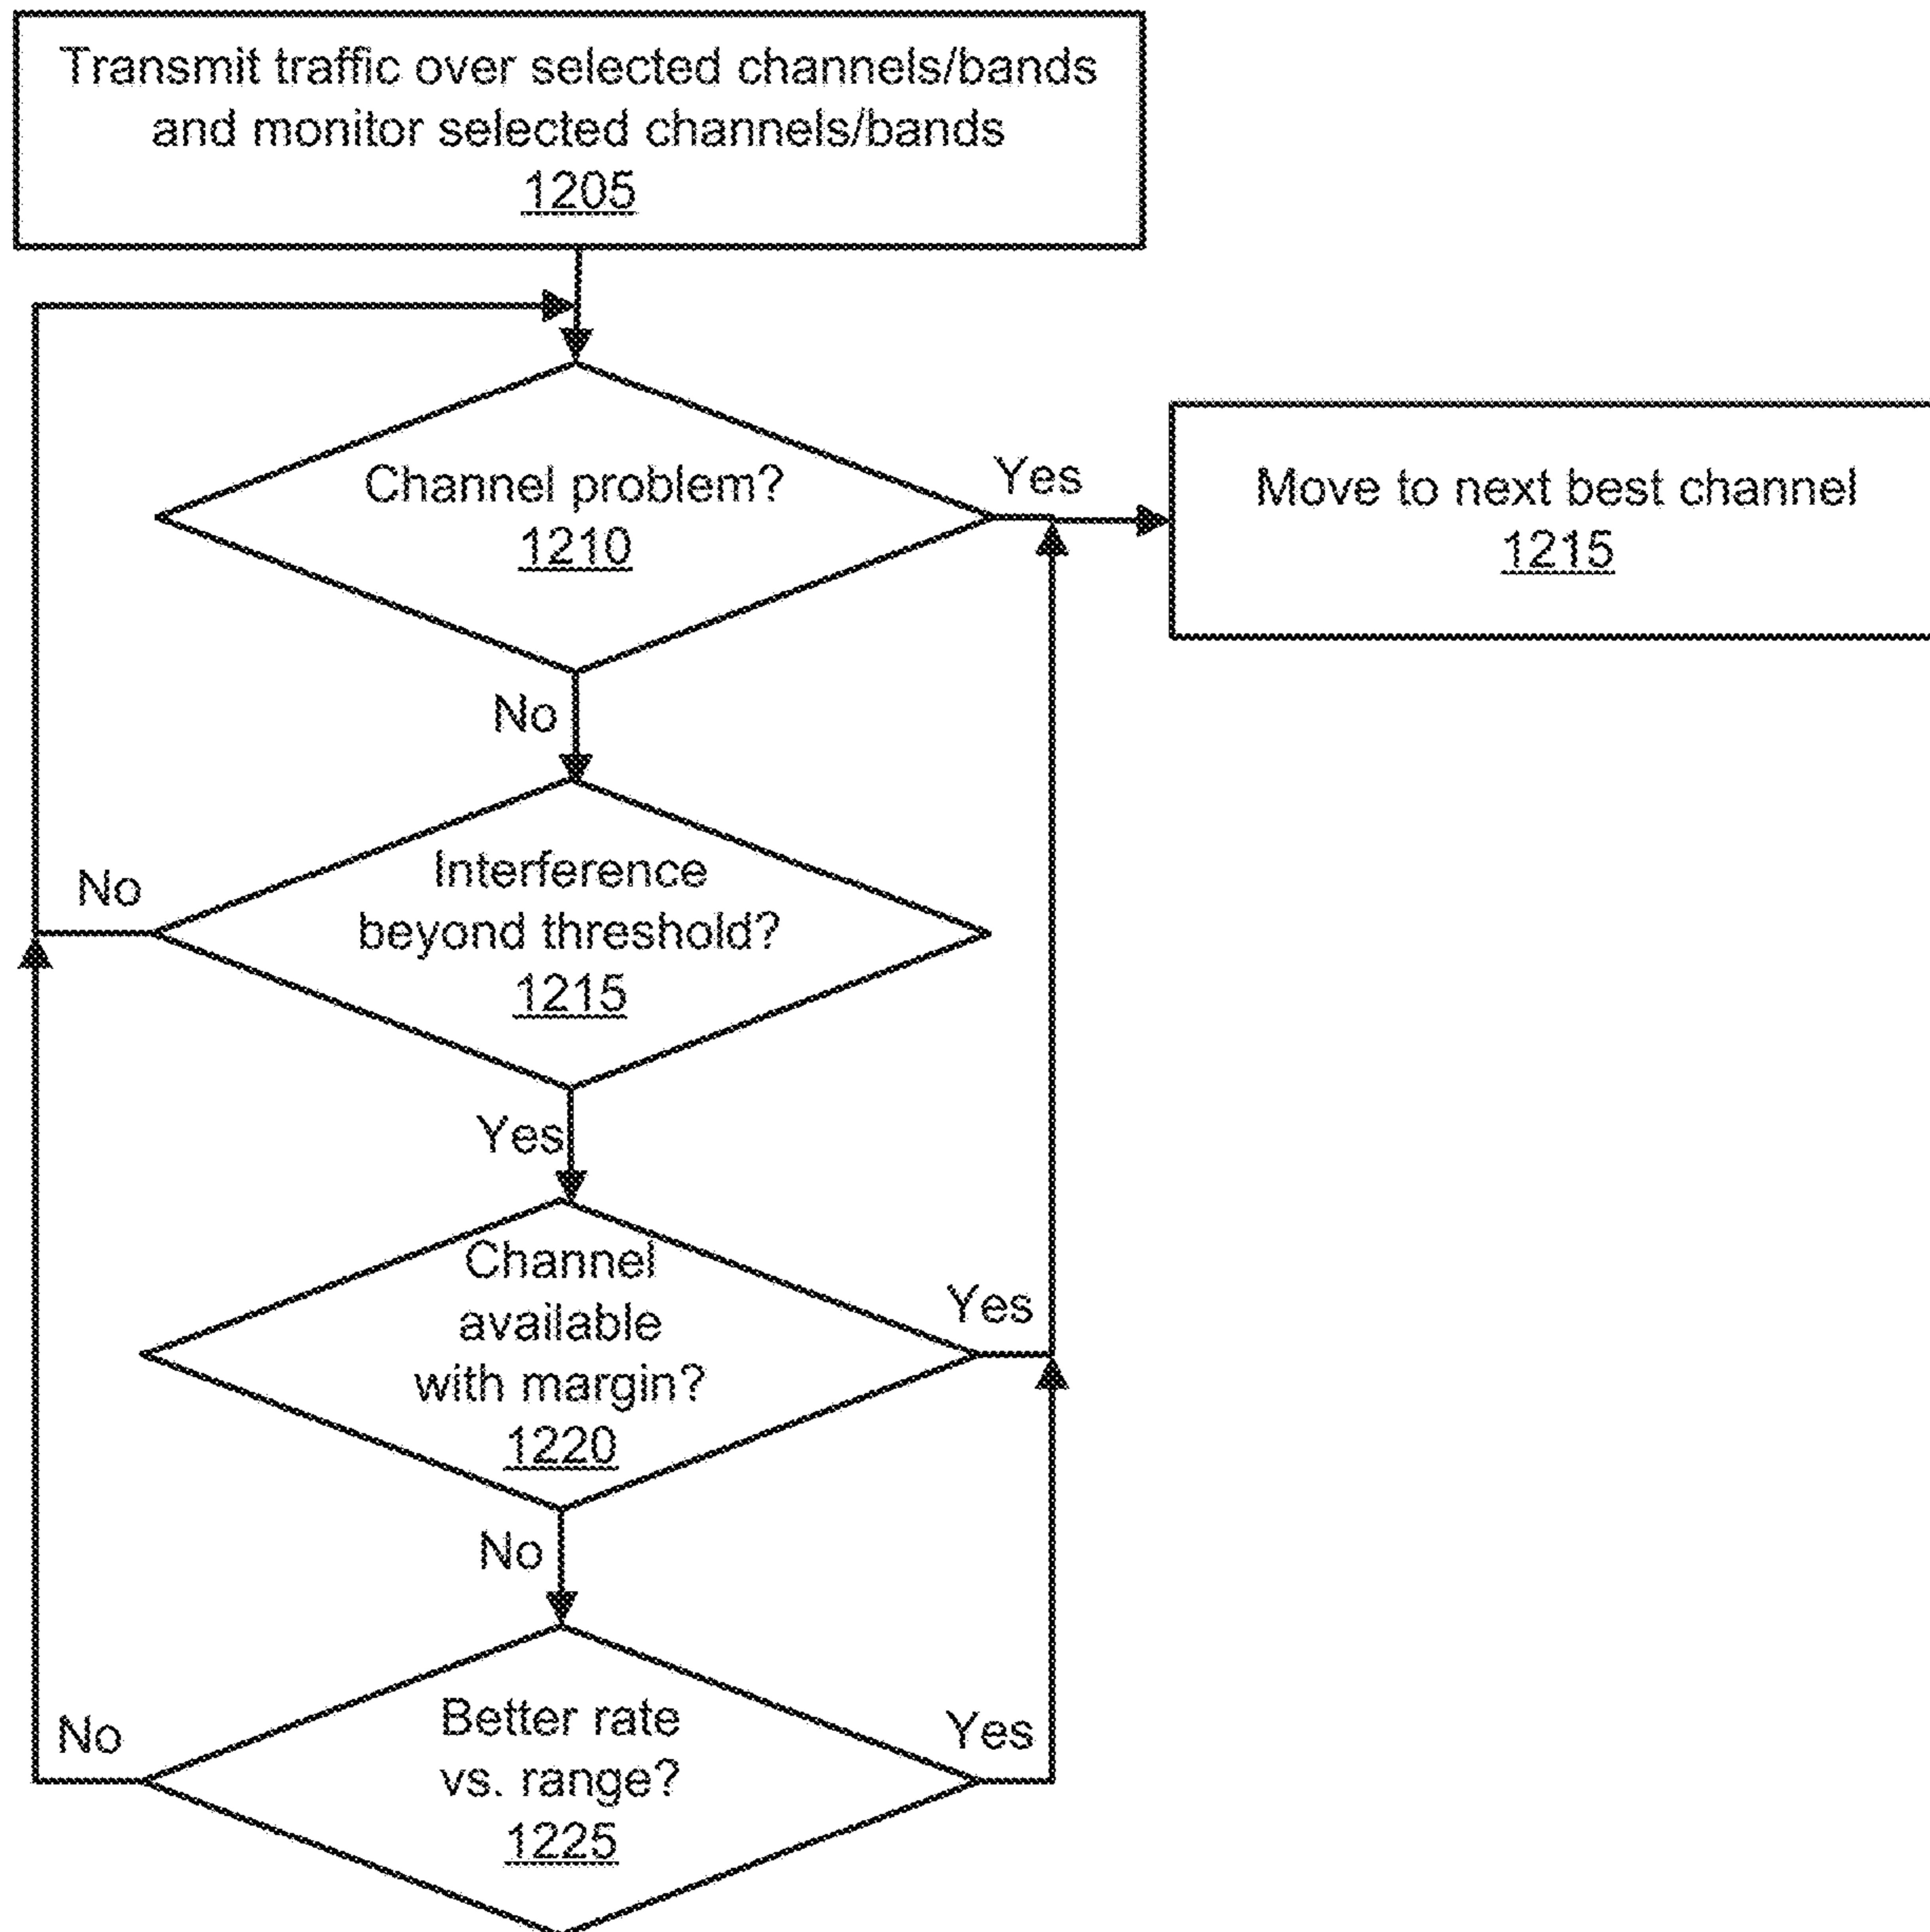 Transmit traffic over selected channels/bands
and monitor selected channels/bands
1205
Channel problem?
1210
Yes
Move to next best channel
1215
No
Interference
beyond threshold?
1215
No
Yes
Channel
available
with margin?
1220
Yes
No
Better rate
vs. range?
1225
No
Yes